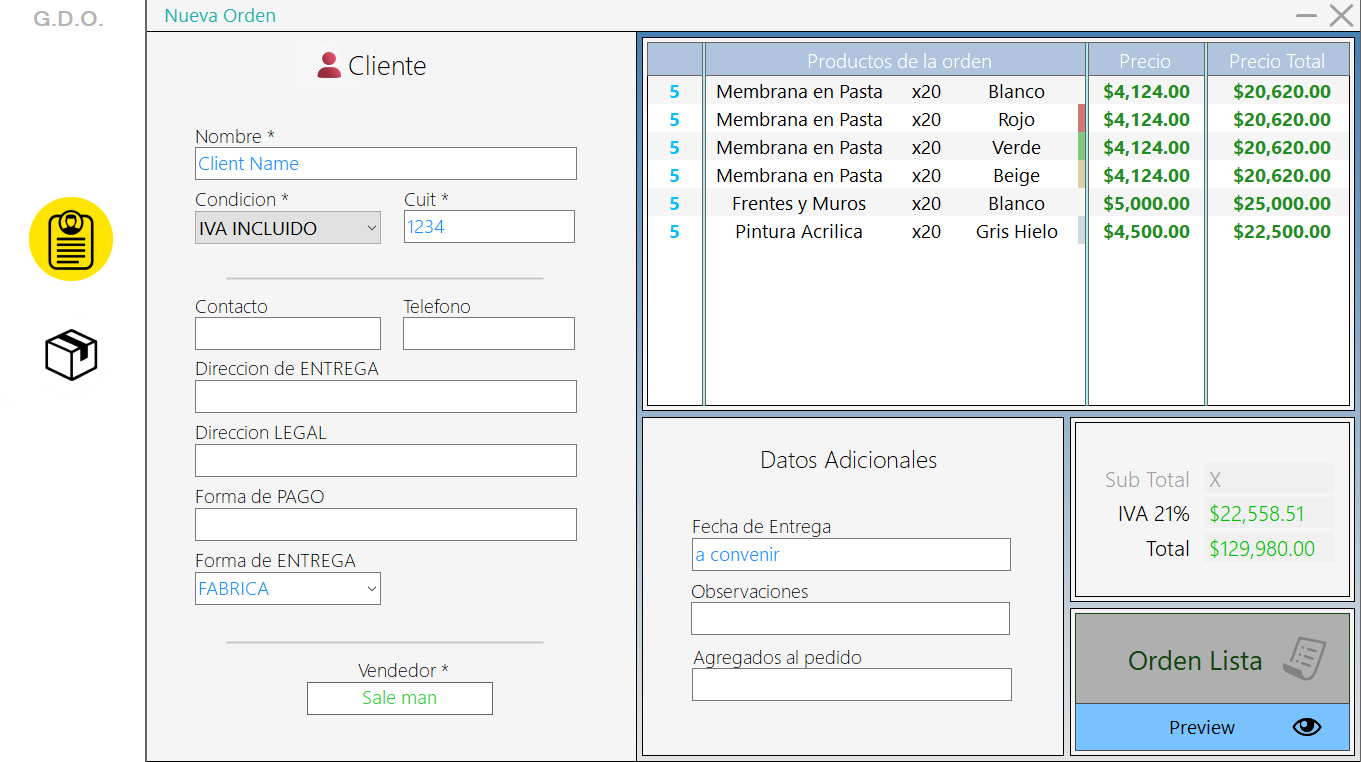 G.D.O.
Nueva Orden
Cliente
Nombre *
Client Name
Condicion * Cuit *
IVA INCLUIDO 1234
Contacto Telefono
Direccion de ENTREGA
Direccion LEGAL
Forma de PAGO
Forma de ENTREGA
FABRICA
Vendedor *
Sale man
Productos de la orden Precio Precio Total
5 Membrana en Pasta x20 Blanco $4,124.00 $20,620.00
5 Membrana en Pasta x20 Rojo $4,124.00 $20,620.00
5 Membrana en Pasta x20 Verde $4,124.00 $20,620.00
5 Membrana en Pasta x20 Beige $4,124.00 $20,620.00
5 Frentes y Muros x20 Blanco $5,000.00 $25,000.00
5 Pintura Acrilica x20 Gris Hielo $4,500.00 $22,500.00
Datos Adicionales
Fecha de Entrega
a convenir
Observaciones
Agregados al pedido
Sub Total X
IVA 21% $22,558.51
Total $129,980.00
Orden Lista
Preview